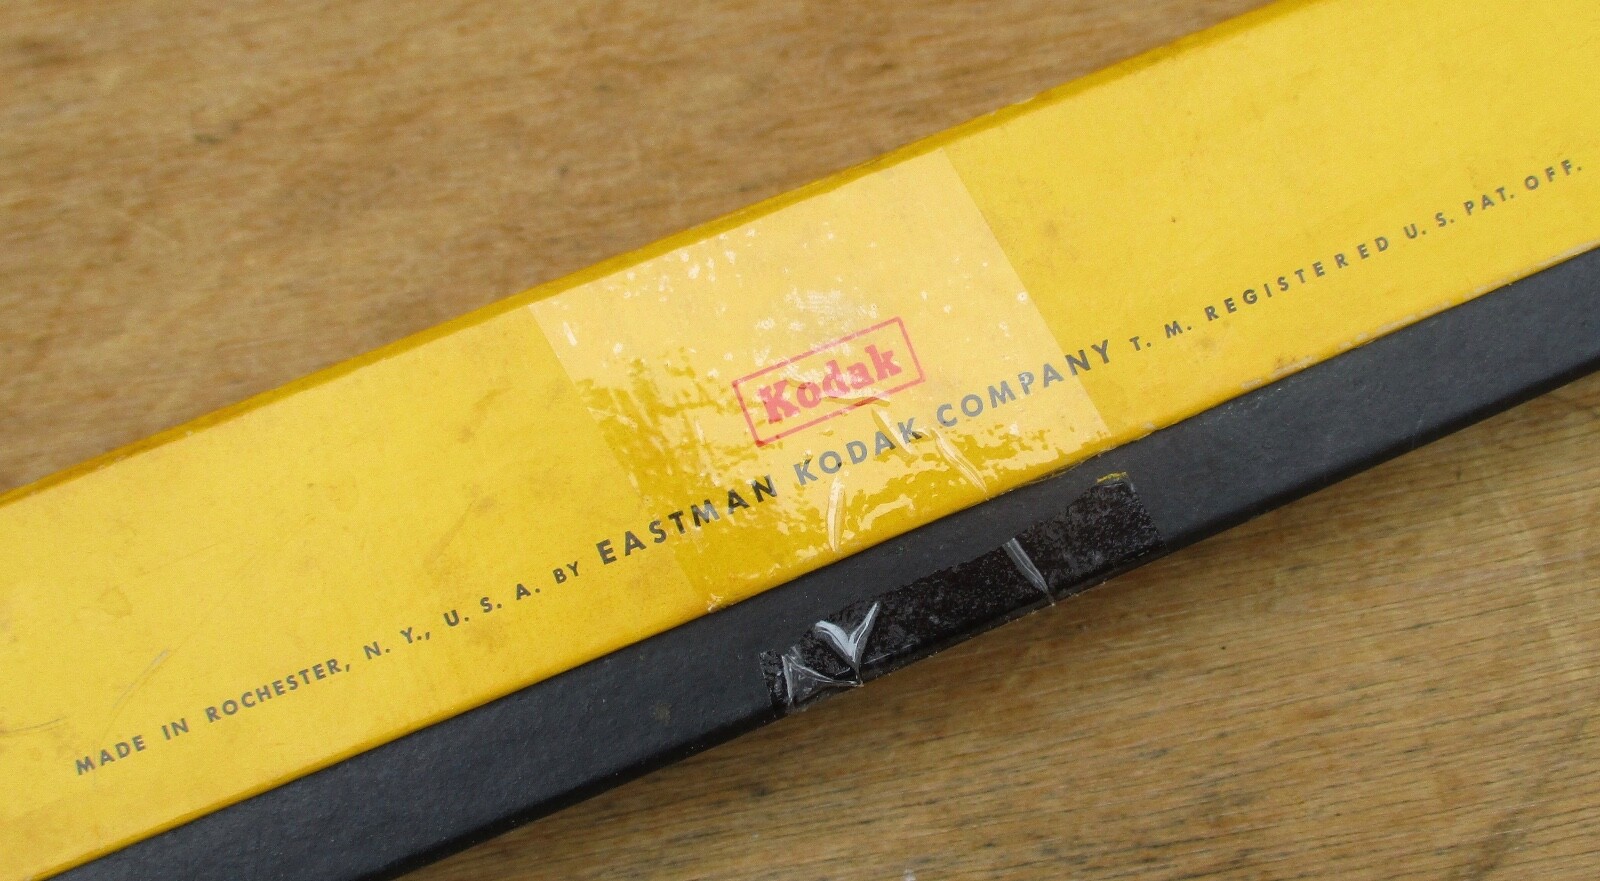 Kodak
MADE IN ROCHESTER, N. Y., U. S. A. BY EASTMAN KODAK COMPANY T. M. REGISTERED U. S. PAT. OFF.